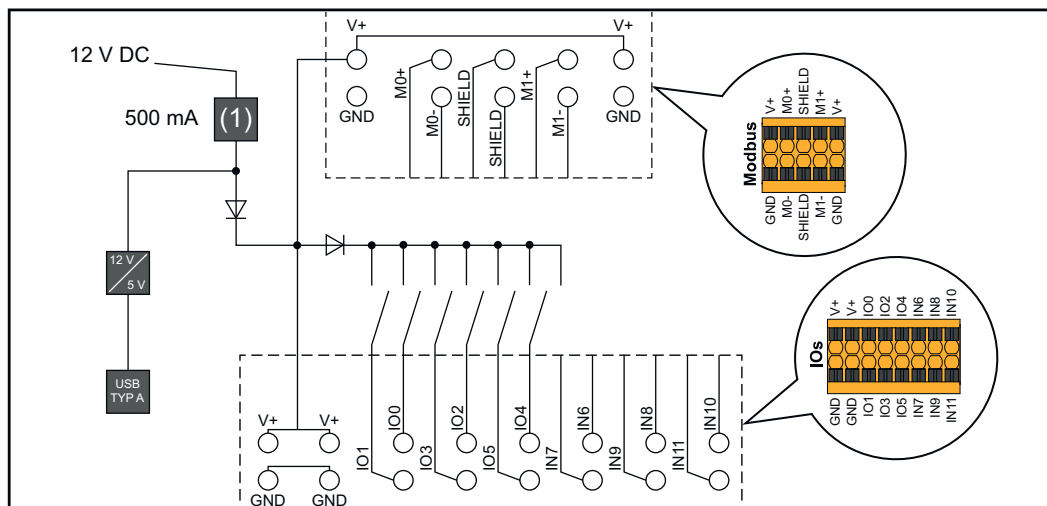 12 V DC
500 mA
(1)
V+
V+
M0+
M0-
SHIELD
SHIELD
M1+
M1-
GND
GND
Modbus
V+
M0+
SHIELD
M1+
V+
GND
M0-
SHIELD
M1-
GND
12 V
5 V
USB
TYP A
V+
V+
GND
GND
IO1
IO0
IO3
IO2
IO5
IO4
IN7
IN6
IN9
IN8
IN11
IN10
IOs
V+
V+
IO0
IO2
IO4
IN6
IN8
IN10
GND
GND
IO1
IO3
IO5
IN7
IN9
IN11